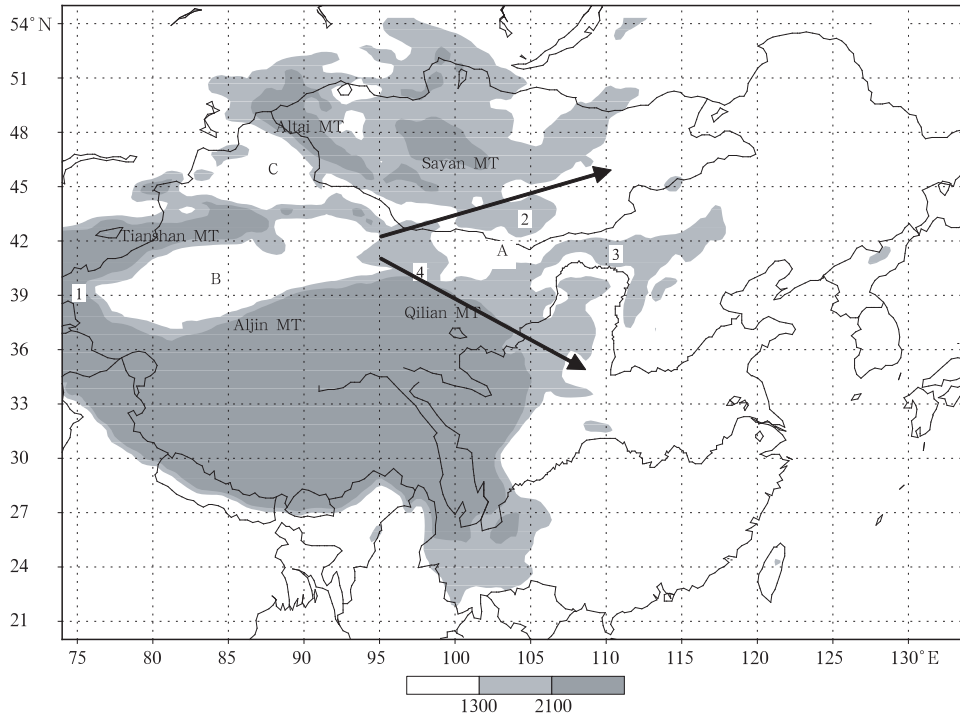 54°N
51
48
45
42
39
36
33
30
27
24
21
Altai MT
Sayan MT
C
2
Tianshan MT
A
3
B
4
1
Qilian MT
Aljin MT
75 80 85 90 95 100 105 110 115 120 125 130°E
1300 2100